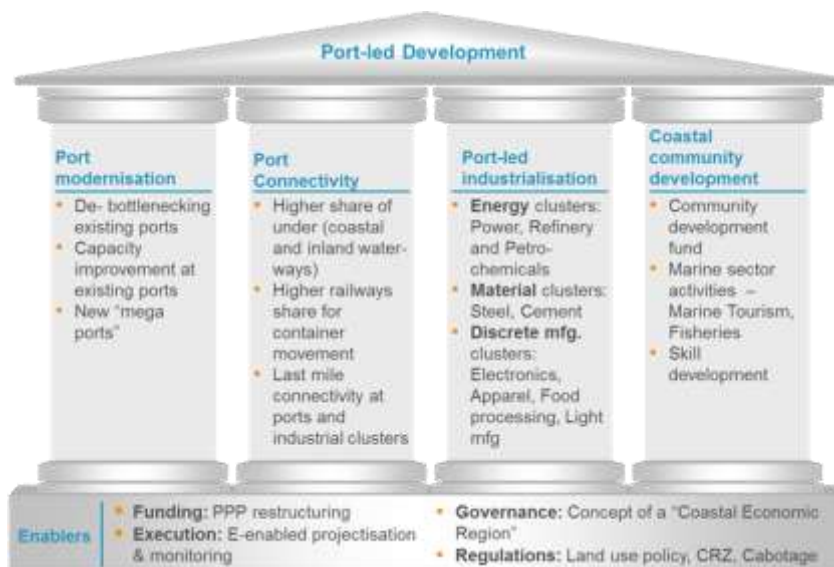 Port-led Development
Port
modernisation
• De- bottlenecking
existing ports
• Capacity
improvement at
existing ports
• New “mega
ports”
Port
Connectivity
• Higher share of
under (coastal
and inland water-
ways)
• Higher railways
share for
container
movement
• Last mile
connectivity at
ports and
industrial clusters
Port-led
industrialisation
• Energy clusters:
Power, Refinery
and Petro-
chemicals
• Material clusters:
Steel, Cement
• Discrete mfg.
clusters:
Electronics,
Apparel, Food
processing, Light
mfg
Coastal
community
development
• Community
development
fund
• Marine sector
activities –
Marine Tourism,
Fisheries
• Skill
development
Enablers
• Funding: PPP restructuring
• Execution: E-enabled projectisation
& monitoring
• Governance: Concept of a “Coastal Economic
Region”
• Regulations: Land use policy, CRZ, Cabotage